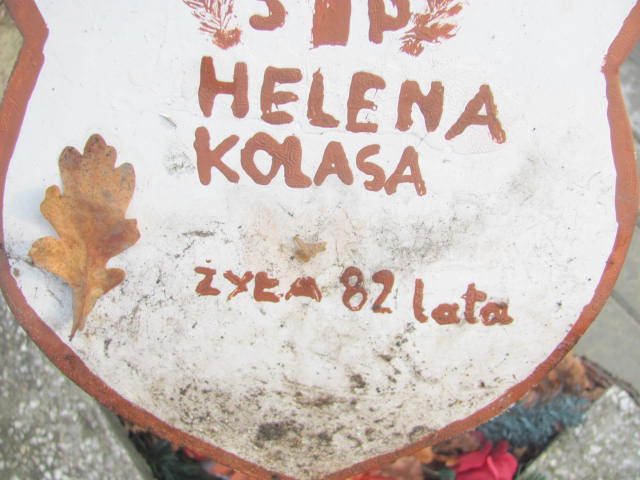 S P
HELENA
KOLASA
ŻYŁA 82 lata